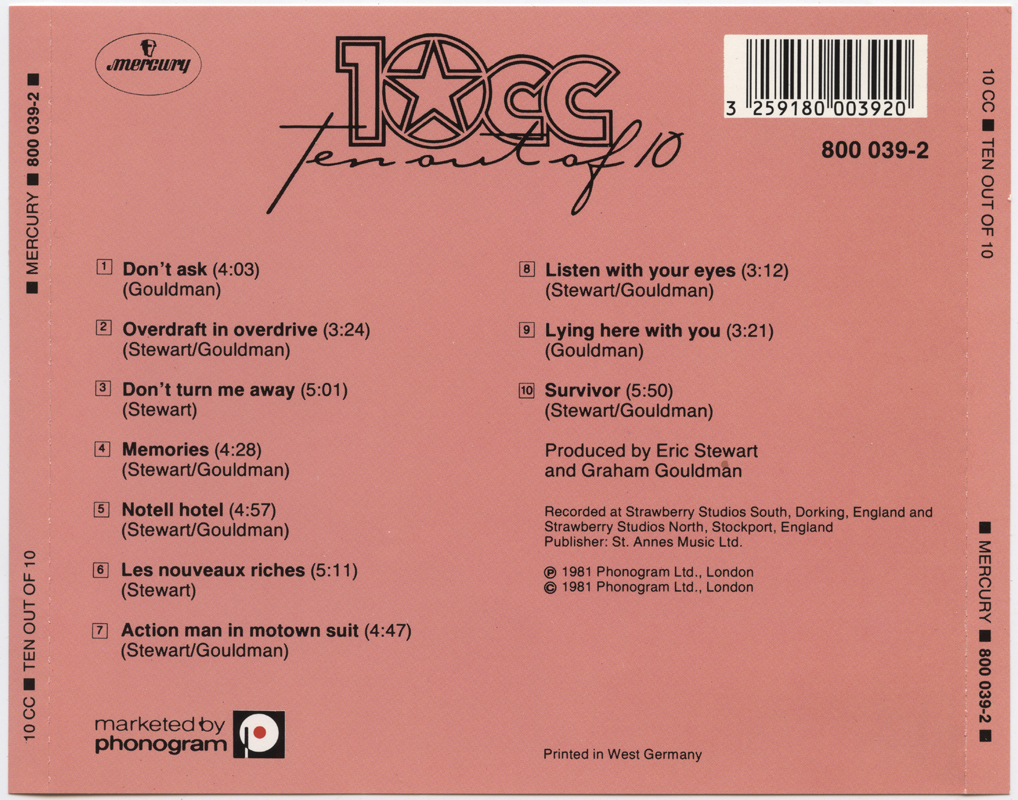 mercury
10cc
Ten out of 10
3 259180 003920
800 039-2
■ MERCURY ■ 800 039-2 ■
10 CC ■ TEN OUT OF 10
1 Don't ask (4:03)
(Gouldman)
2 Overdraft in overdrive (3:24)
(Stewart/Gouldman)
3 Don't turn me away (5:01)
(Stewart)
4 Memories (4:28)
(Stewart/Gouldman)
5 Notell hotel (4:57)
(Stewart/Gouldman)
6 Les nouveaux riches (5:11)
(Stewart)
7 Action man in motown suit (4:47)
(Stewart/Gouldman)
8 Listen with your eyes (3:12)
(Stewart/Gouldman)
9 Lying here with you (3:21)
(Gouldman)
10 Survivor (5:50)
(Stewart/Gouldman)
Produced by Eric Stewart
and Graham Gouldman
Recorded at Strawberry Studios South, Dorking, England and
Strawberry Studios North, Stockport, England
Publisher: St. Annes Music Ltd.
℗ 1981 Phonogram Ltd., London
© 1981 Phonogram Ltd., London
marketed by
phonogram
Printed in West Germany
10 CC ■ TEN OUT OF 10
■ MERCURY ■ 800 039-2 ■